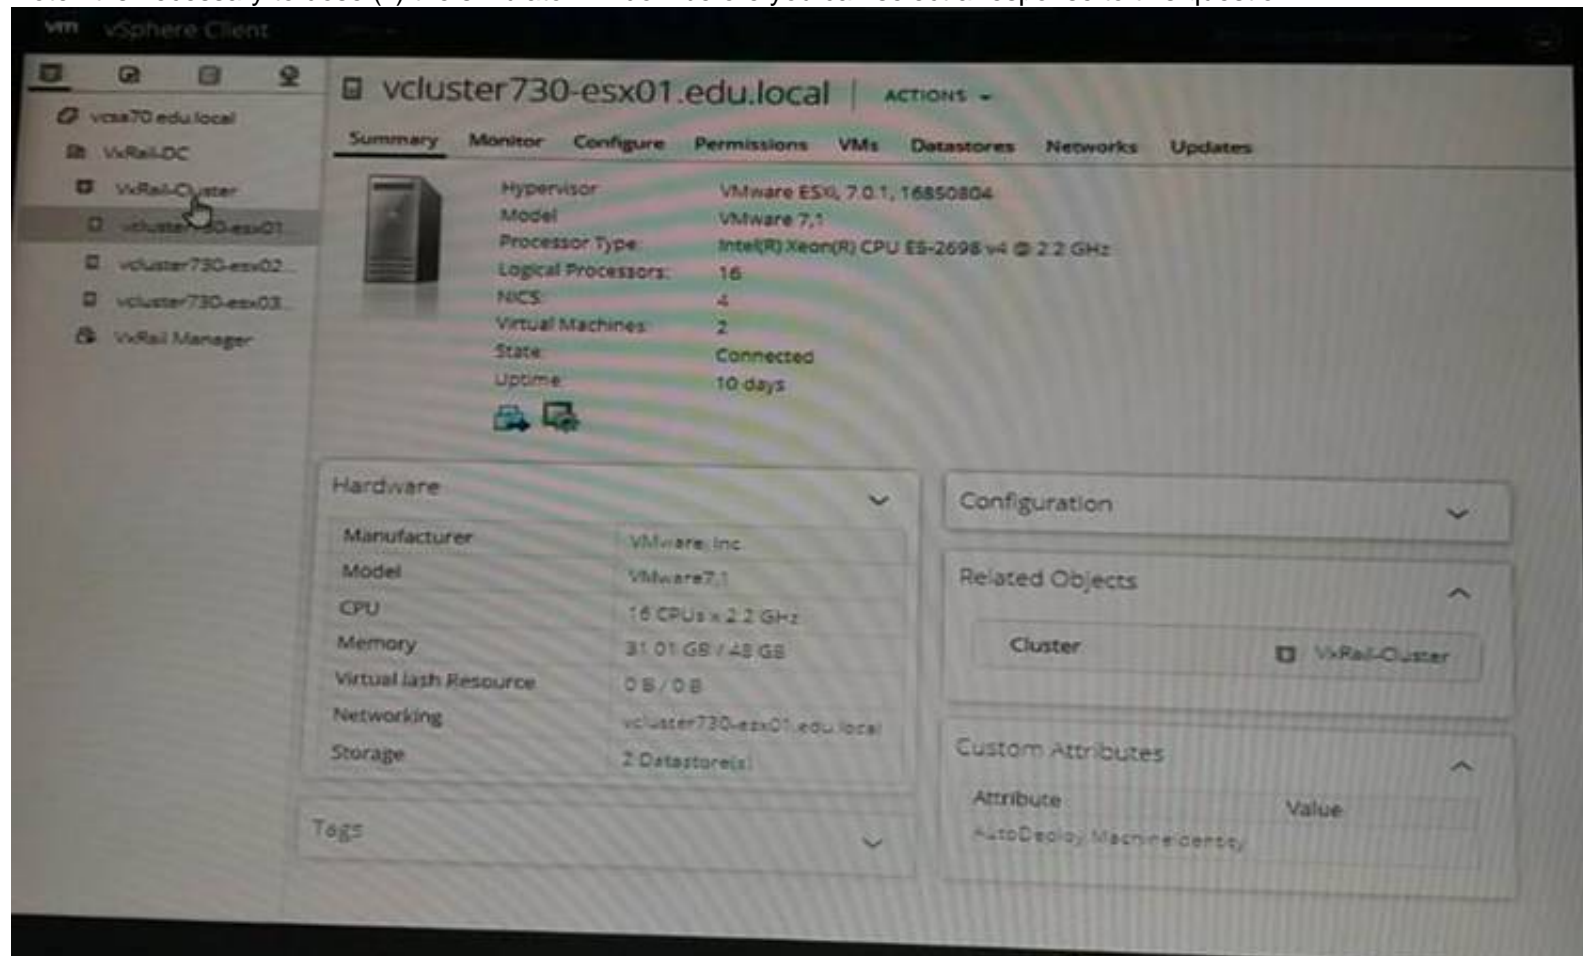 vm vSphere Client
vcsa70.edu.local
VxRail-DC
VxRail-Cluster
vcluster730-esx01...
vcluster730-esx02...
vcluster730-esx03...
VxRail Manager
vcluster730-esx01.edu.local | ACTIONS
Summary Monitor Configure Permissions VMs Datastores Networks Updates
Hypervisor: VMware ESXi, 7.0.1, 16850804
Model VMware 7,1
Processor Type: Intel(R) Xeon(R) CPU E5-2698 v4 @ 2.2 GHz
Logical Processors: 16
NICS: 4
Virtual Machines: 2
State: Connected
Uptime: 10 days
Hardware
Manufacturer VMware, Inc
Model VMware7,1
CPU 16 CPUs x 2.2 GHz
Memory 31.01 GB / 48 GB
Virtual lash Resource 0 B / 0 B
Networking vcluster730-esx01.edu.local
Storage 2 Datastore(s)
Tags
Configuration
Related Objects
Cluster VxRail-Cluster
Custom Attributes
Attribute Value
AutoDeploy.MachineIdentity